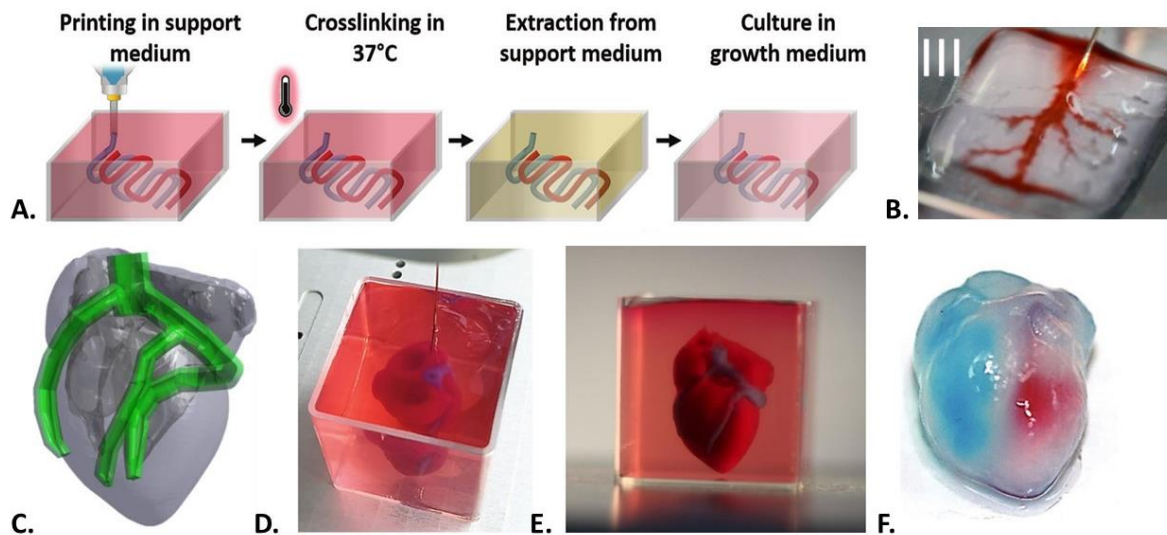 Printing in support
medium
Crosslinking in
37°C
Extraction from
support medium
Culture in
growth medium
A.
B.
C.
D.
E.
F.